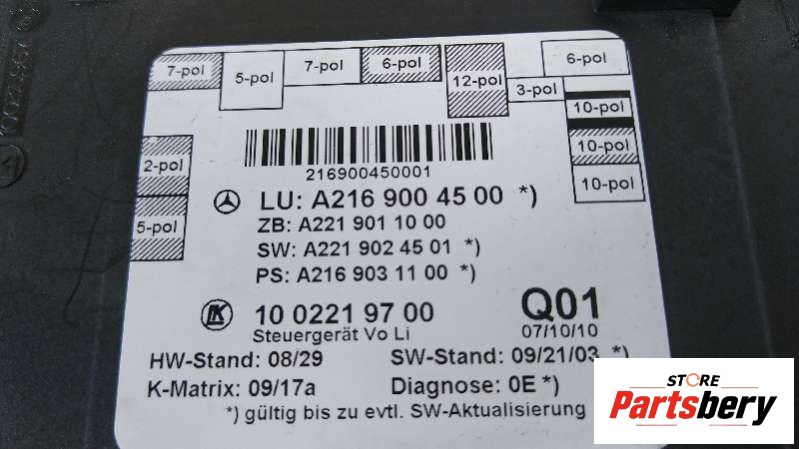 7-pol
5-pol
7-pol
6-pol
12-pol
3-pol
6-pol
10-pol
10-pol
10-pol
2-pol
5-pol
216900450001
LU: A216 900 45 00 *)
ZB: A221 901 10 00
SW: A221 902 45 01 *)
PS: A216 903 11 00 *)
LK 10 0221 97 00 Q01
Steuergerät Vo Li 07/10/10
HW-Stand: 08/29 SW-Stand: 09/21/03 *)
K-Matrix: 09/17a Diagnose: 0E *)
*) gültig bis zu evtl. SW-Aktualisierung
STORE
Partsbery